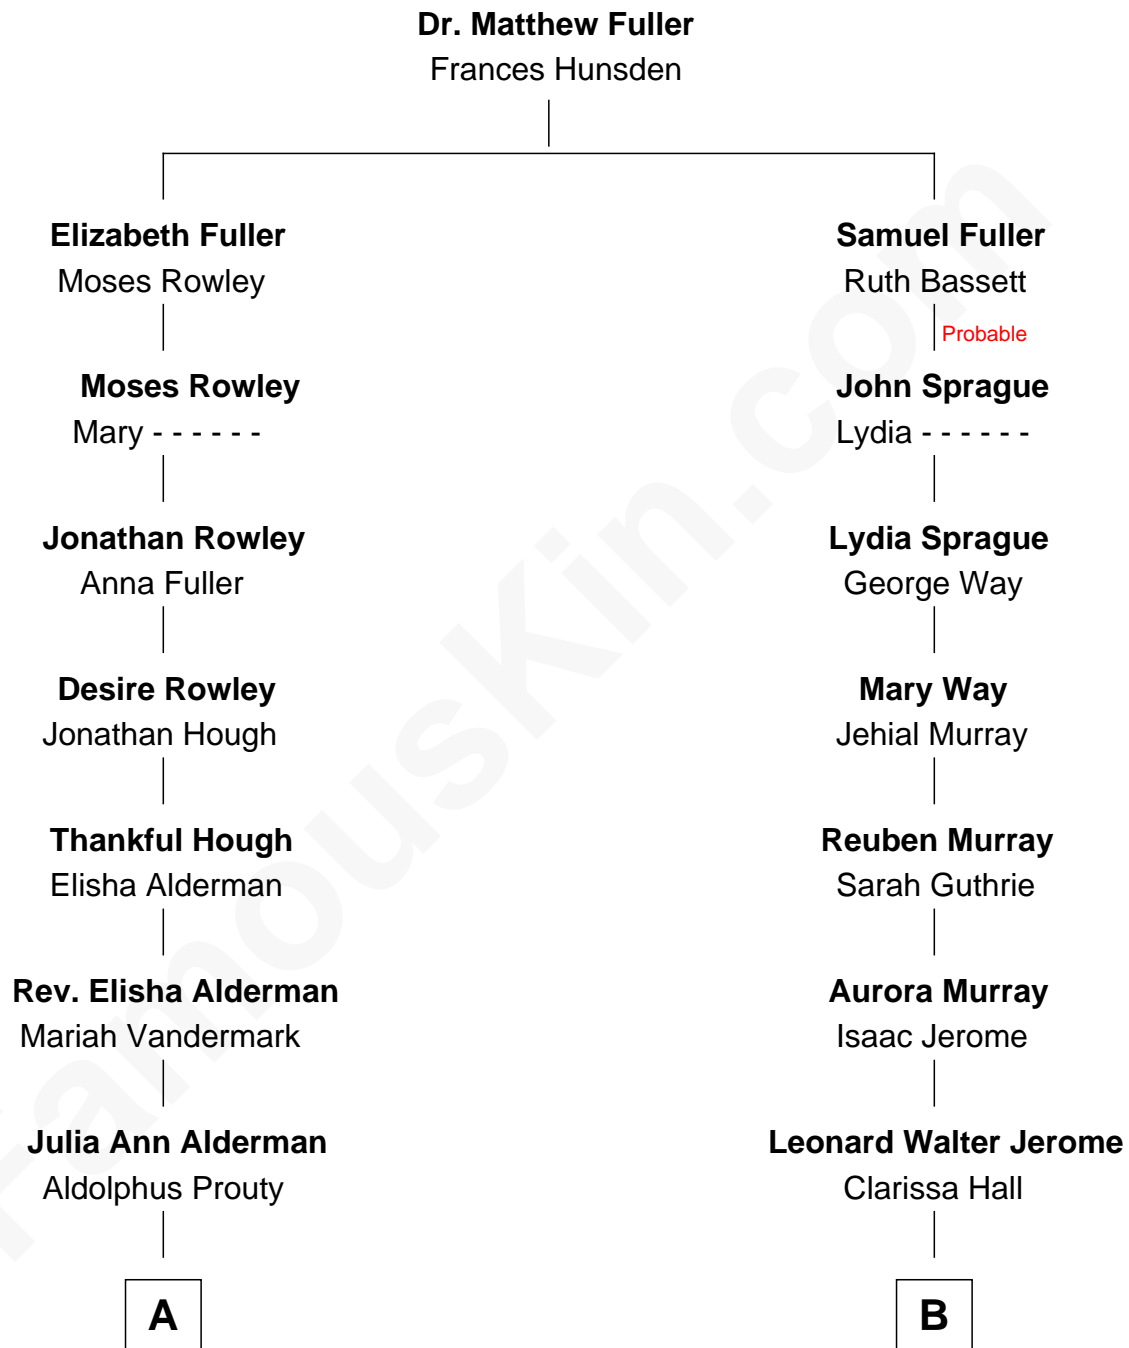 Dr. Matthew Fuller
Frances Hunsden
Elizabeth Fuller
Moses Rowley
Samuel Fuller
Ruth Bassett
Probable
Moses Rowley
Mary - - - - - -
John Sprague
Lydia - - - - - -
Jonathan Rowley
Anna Fuller
Lydia Sprague
George Way
Desire Rowley
Jonathan Hough
Mary Way
Jehial Murray
Thankful Hough
Elisha Alderman
Reuben Murray
Sarah Guthrie
Rev. Elisha Alderman
Mariah Vandermark
Aurora Murray
Isaac Jerome
Julia Ann Alderman
Aldolphus Prouty
Leonard Walter Jerome
Clarissa Hall
A
B
FamousKin.com